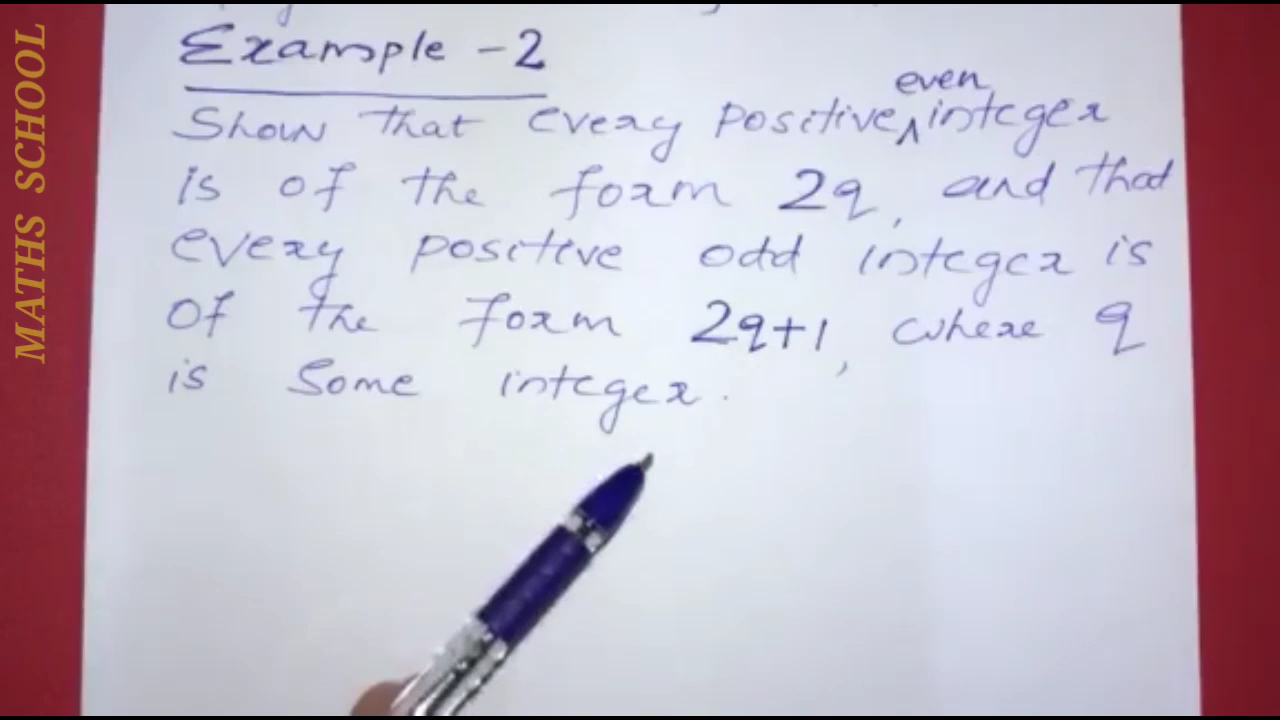 MATHS SCHOOL
Example -2
even
Show that every positive ^ integer
is of the form 2q, and that
every positive odd integer is
of the form 2q+1, where q
is some integer.